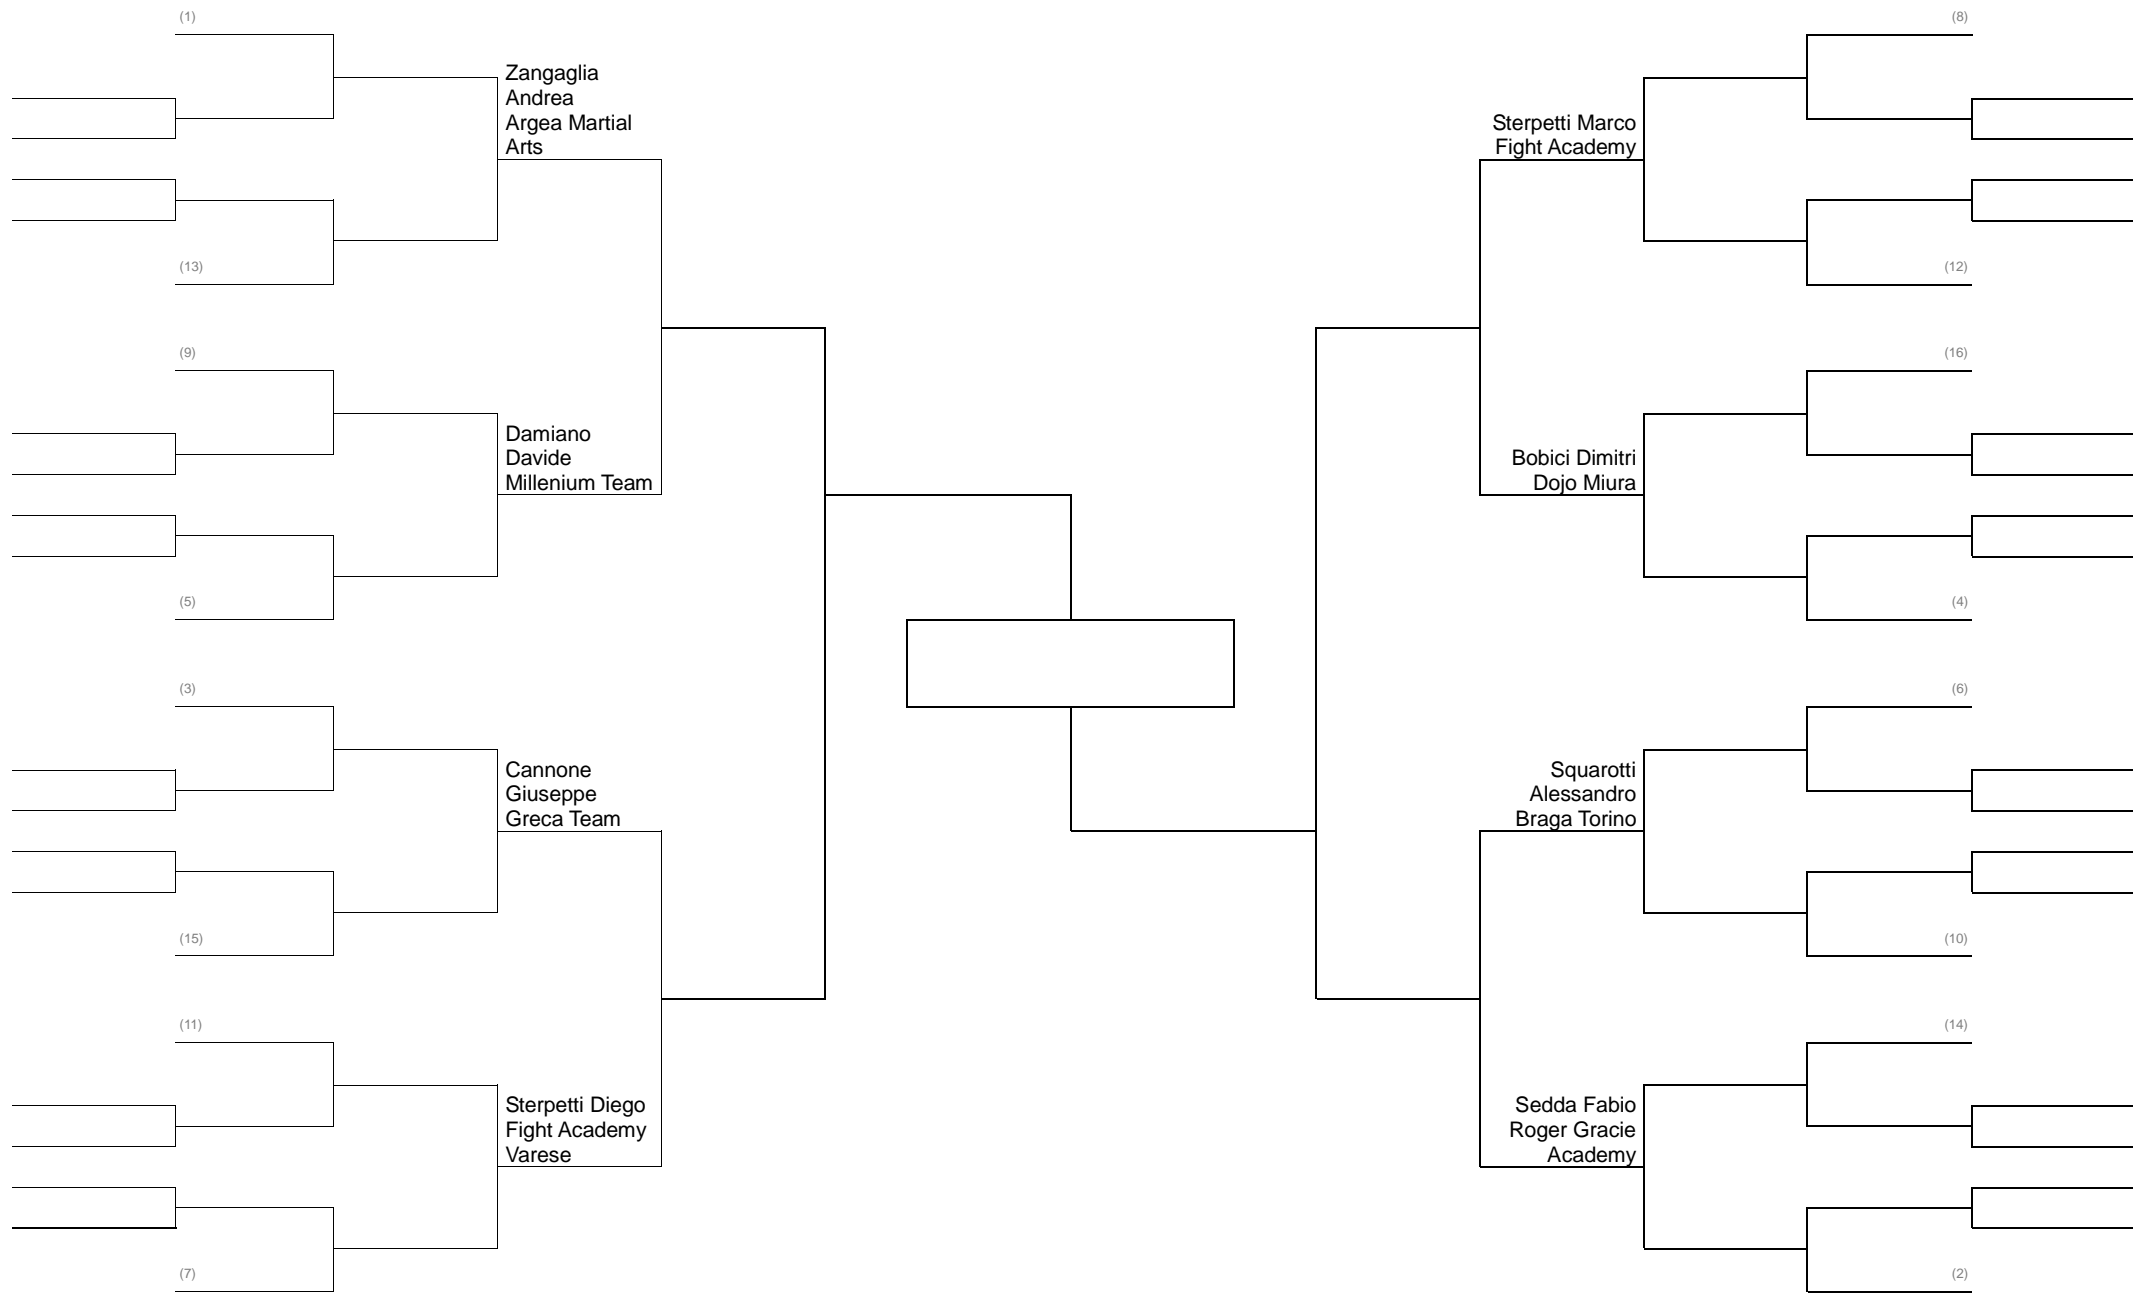 (1)
Zangaglia
Andrea
Argea Martial
Arts
(13)
(9)
Damiano
Davide
Millenium Team
(5)
(3)
Cannone
Giuseppe
Greca Team
(15)
(11)
Sterpetti Diego
Fight Academy
Varese
(7)
(8)
Sterpetti Marco
Fight Academy
(12)
(16)
Bobici Dimitri
Dojo Miura
(4)
(6)
Squarotti
Alessandro
Braga Torino
(10)
(14)
Sedda Fabio
Roger Gracie
Academy
(2)